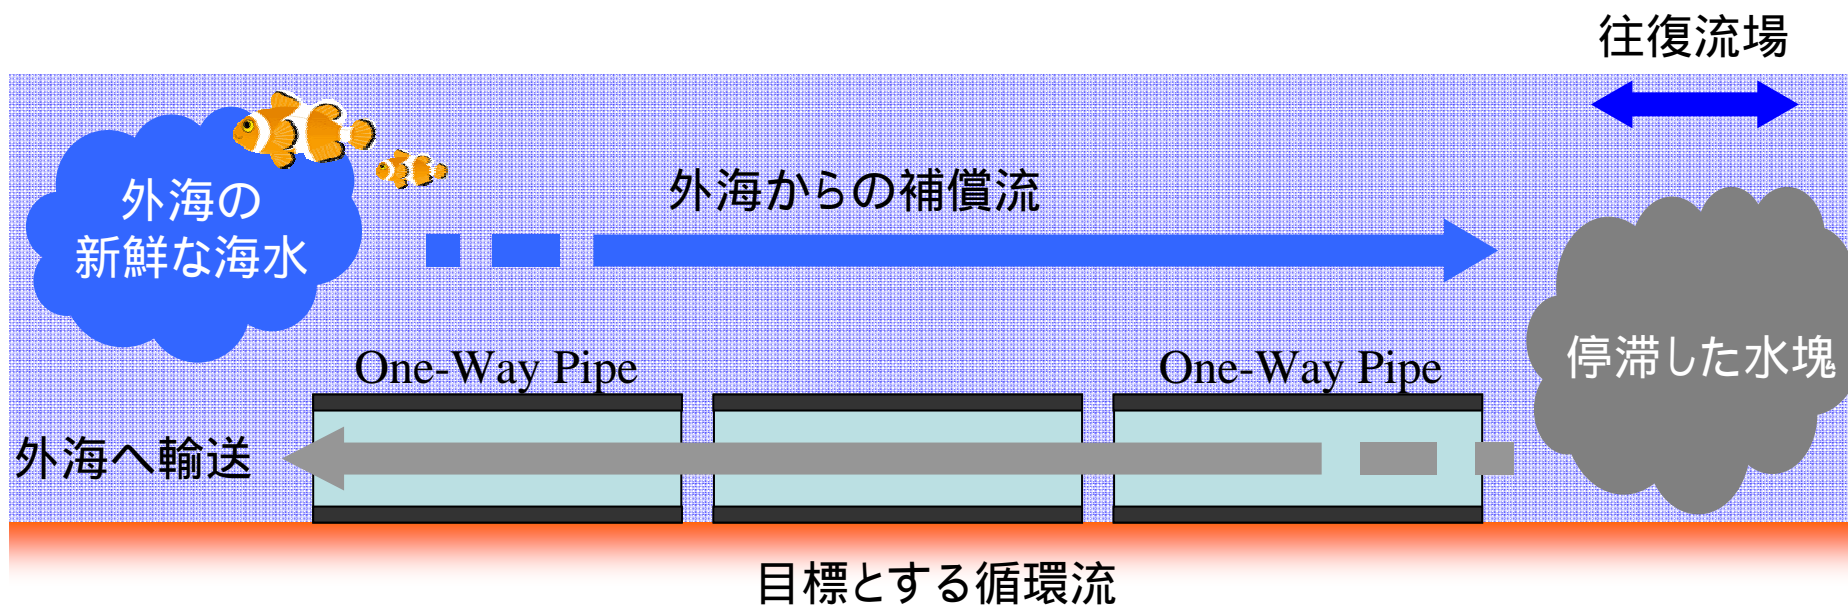 往復流場
外海の
新鮮な海水
外海からの補償流
停滞した水塊
One-Way Pipe
One-Way Pipe
外海へ輸送
目標とする循環流